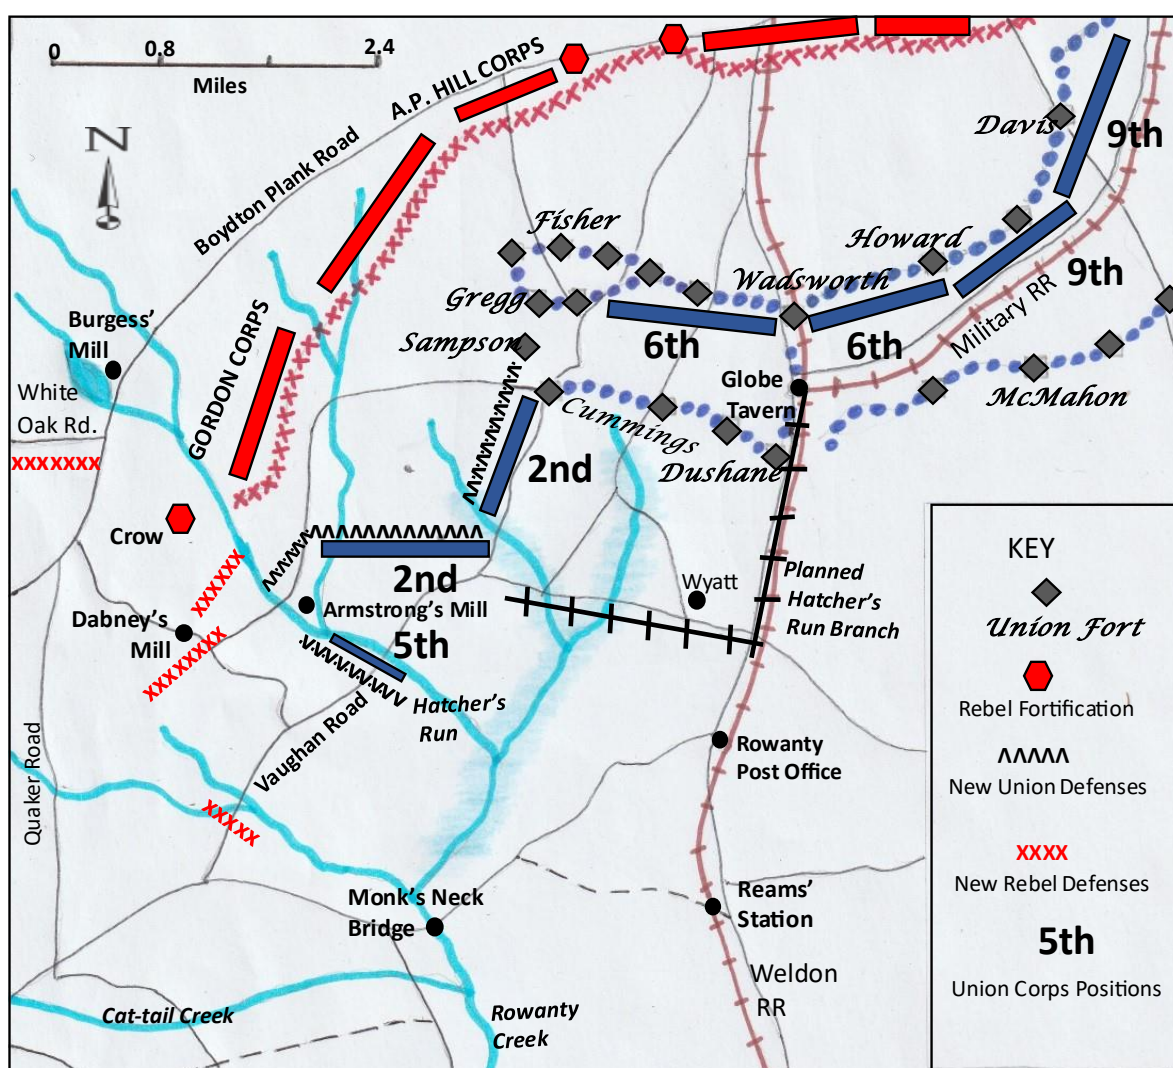 0
0.8
2.4
Miles
N
A.P. HILL CORPS
Boydton Plank Road
Davis
9th
Fisher
Howard
Wadsworth
9th
Gregg
6th
6th
Military RR
Sampson
Burgess’
Mill
GORDON CORPS
Globe
Tavern
McMahon
White
Oak Rd.
XXXXXXX
Cummings
Dushane
2nd
Crow
2nd
Planned
Hatcher’s
Run Branch
Wyatt
Armstrong’s Mill
Dabney’s
Mill
5th
Hatcher’s
Run
Vaughan Road
Quaker Road
Rowanty
Post Office
Monk’s Neck
Bridge
Reams’
Station
Weldon
RR
Cat-tail Creek
Rowanty
Creek
KEY
Union Fort
Rebel Fortification
ΛΛΛΛΛ
New Union Defenses
XXXX
New Rebel Defenses
5th
Union Corps Positions